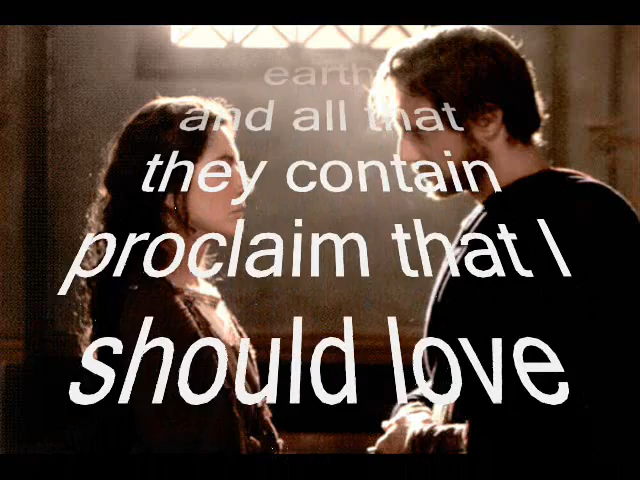 earth
and all that
they contain
proclaim that I
should love